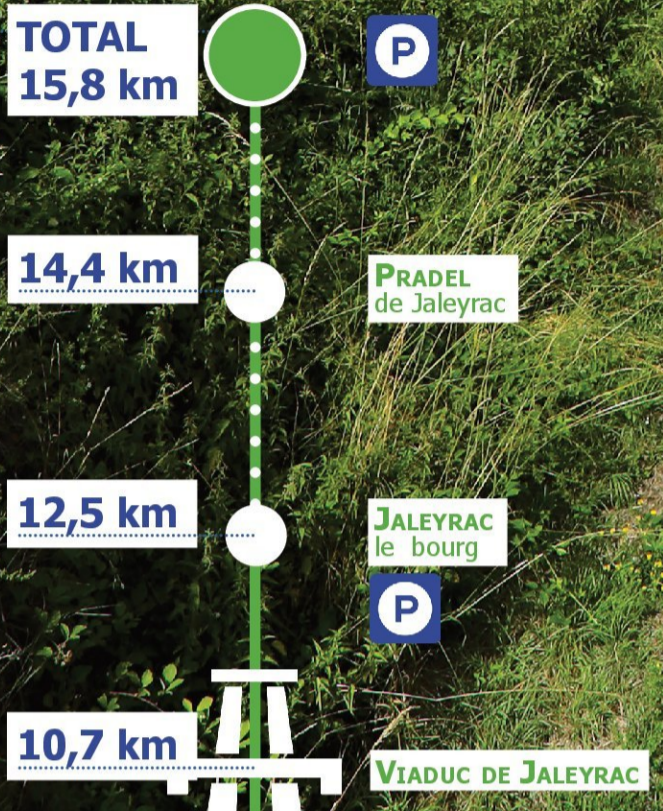 TOTAL
15,8 km
P
14,4 km
PRADEL
de Jaleyrac
12,5 km
JALEYRAC
le bourg
P
10,7 km
VIADUC DE JALEYRAC